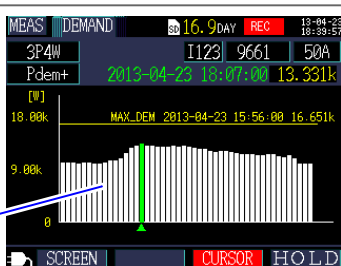 MEAS DEMAND SD 16.9DAY REC 13-04-23
18:39:57
3P4W I123 9661 50A
Pdem+ 2013-04-23 18:07:00 13.331k
[W]
18.00k MAX_DEM 2013-04-23 15:56:00 16.651k
9.00k
0
SCREEN CURSOR HOLD